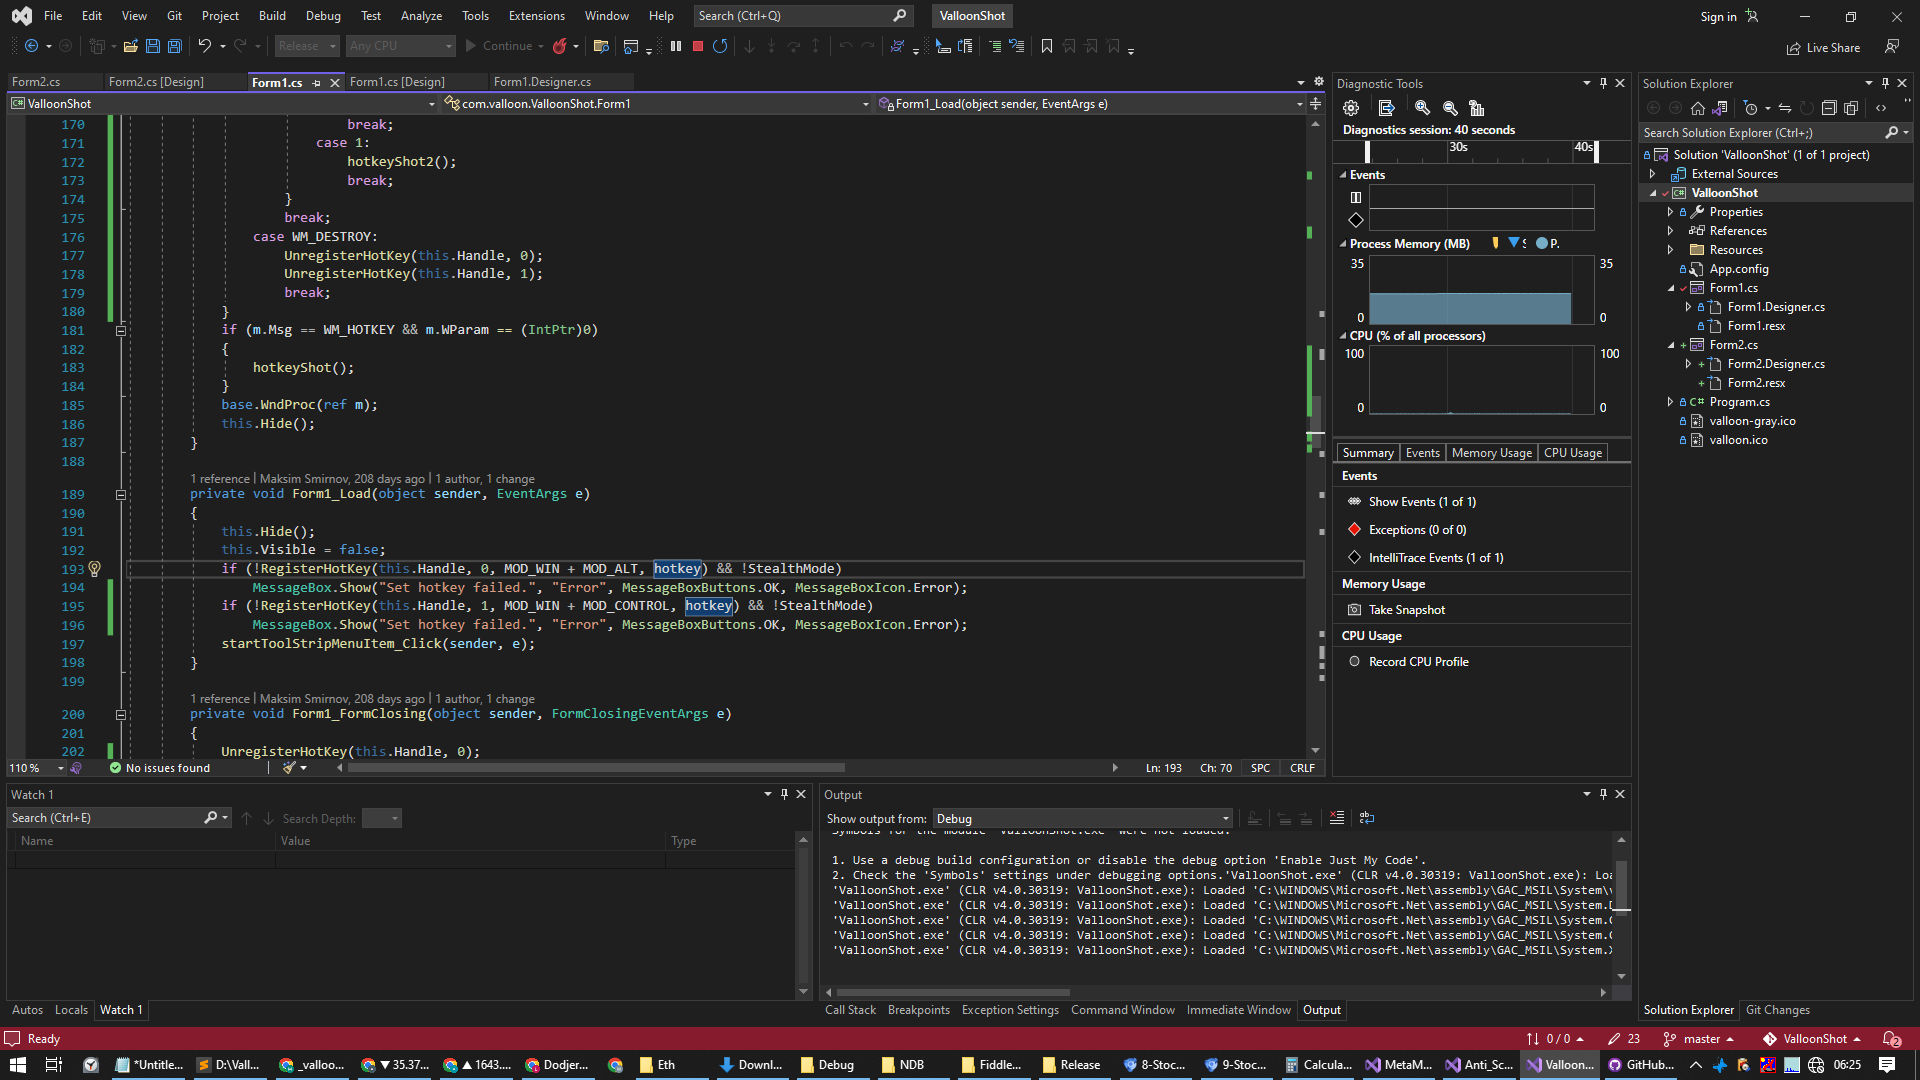 File Edit View Git Project Build Debug Test Analyze Tools Extensions Window Help Search (Ctrl+Q) ValloonShot Sign in
Release Any CPU Continue Live Share
Form2.cs Form2.cs [Design] Form1.cs Form1.cs [Design] Form1.Designer.cs
ValloonShot com.valloon.ValloonShot.Form1 Form1_Load(object sender, EventArgs e)
170 break;
171 case 1:
172 hotkeyShot2();
173 break;
174 }
175 break;
176 case WM_DESTROY:
177 UnregisterHotKey(this.Handle, 0);
178 UnregisterHotKey(this.Handle, 1);
179 break;
180 }
181 if (m.Msg == WM_HOTKEY && m.WParam == (IntPtr)0)
182 {
183 hotkeyShot();
184 }
185 base.WndProc(ref m);
186 this.Hide();
187 }
188
1 reference | Maksim Smirnov, 208 days ago | 1 author, 1 change
189 private void Form1_Load(object sender, EventArgs e)
190 {
191 this.Hide();
192 this.Visible = false;
193 if (!RegisterHotKey(this.Handle, 0, MOD_WIN + MOD_ALT, hotkey) && !StealthMode)
194 MessageBox.Show("Set hotkey failed.", "Error", MessageBoxButtons.OK, MessageBoxIcon.Error);
195 if (!RegisterHotKey(this.Handle, 1, MOD_WIN + MOD_CONTROL, hotkey) && !StealthMode)
196 MessageBox.Show("Set hotkey failed.", "Error", MessageBoxButtons.OK, MessageBoxIcon.Error);
197 startToolStripMenuItem_Click(sender, e);
198 }
199
1 reference | Maksim Smirnov, 208 days ago | 1 author, 1 change
200 private void Form1_FormClosing(object sender, FormClosingEventArgs e)
201 {
202 UnregisterHotKey(this.Handle, 0);
110 % No issues found Ln: 193 Ch: 70 SPC CRLF
Diagnostic Tools
Diagnostics session: 40 seconds
30s 40s
Events
Process Memory (MB) S P.
35 35
0 0
CPU (% of all processors)
100 100
0 0
Summary Events Memory Usage CPU Usage
Events
Show Events (1 of 1)
Exceptions (0 of 0)
IntelliTrace Events (1 of 1)
Memory Usage
Take Snapshot
CPU Usage
Record CPU Profile
Solution Explorer
Search Solution Explorer (Ctrl+;)
Solution 'ValloonShot' (1 of 1 project)
External Sources
ValloonShot
Properties
References
Resources
App.config
Form1.cs
Form1.Designer.cs
Form1.resx
Form2.cs
Form2.Designer.cs
Form2.resx
Program.cs
valloon-gray.ico
valloon.ico
Watch 1
Search (Ctrl+E) Search Depth:
Name Value Type
Autos Locals Watch 1
Output
Show output from: Debug
Symbols for the module 'ValloonShot.exe' were not loaded.
1. Use a debug build configuration or disable the debug option 'Enable Just My Code'.
2. Check the 'Symbols' settings under debugging options.'ValloonShot.exe' (CLR v4.0.30319: ValloonShot.exe): Loa
'ValloonShot.exe' (CLR v4.0.30319: ValloonShot.exe): Loaded 'C:\WINDOWS\Microsoft.Net\assembly\GAC_MSIL\System\
'ValloonShot.exe' (CLR v4.0.30319: ValloonShot.exe): Loaded 'C:\WINDOWS\Microsoft.Net\assembly\GAC_MSIL\System.D
'ValloonShot.exe' (CLR v4.0.30319: ValloonShot.exe): Loaded 'C:\WINDOWS\Microsoft.Net\assembly\GAC_MSIL\System.C
'ValloonShot.exe' (CLR v4.0.30319: ValloonShot.exe): Loaded 'C:\WINDOWS\Microsoft.Net\assembly\GAC_MSIL\System.C
'ValloonShot.exe' (CLR v4.0.30319: ValloonShot.exe): Loaded 'C:\WINDOWS\Microsoft.Net\assembly\GAC_MSIL\System.X
Call Stack Breakpoints Exception Settings Command Window Immediate Window Output
Solution Explorer Git Changes
Ready 0 / 0 23 master ValloonShot 2
*Untitle... D:\Vall... _valloo... ▼ 35.37... ▲ 1643.... Dodjer... Eth Downl... Debug NDB Fiddle... Release 8-Stoc... 9-Stoc... Calcula... MetaM... Anti_Sc... Valloon... GitHub... 06:25